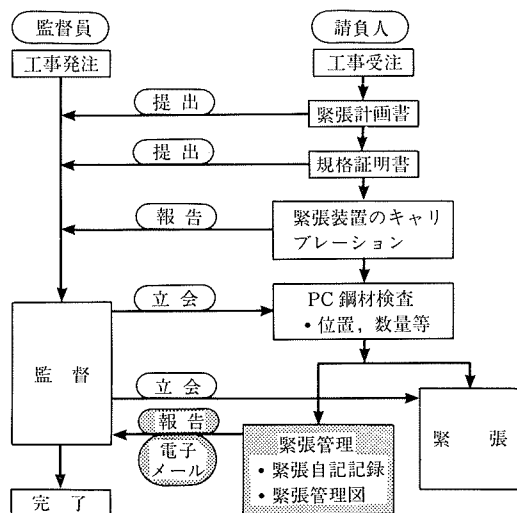 監督員
請負人
工事発注
工事受注
提出
緊張計画書
提出
規格証明書
報告
緊張装置のキャリ
ブレーション
立会
PC鋼材検査
・位置，数量等
監督
立会
緊張
報告
電子
メール
緊張管理
・緊張自記記録
・緊張管理図
完了